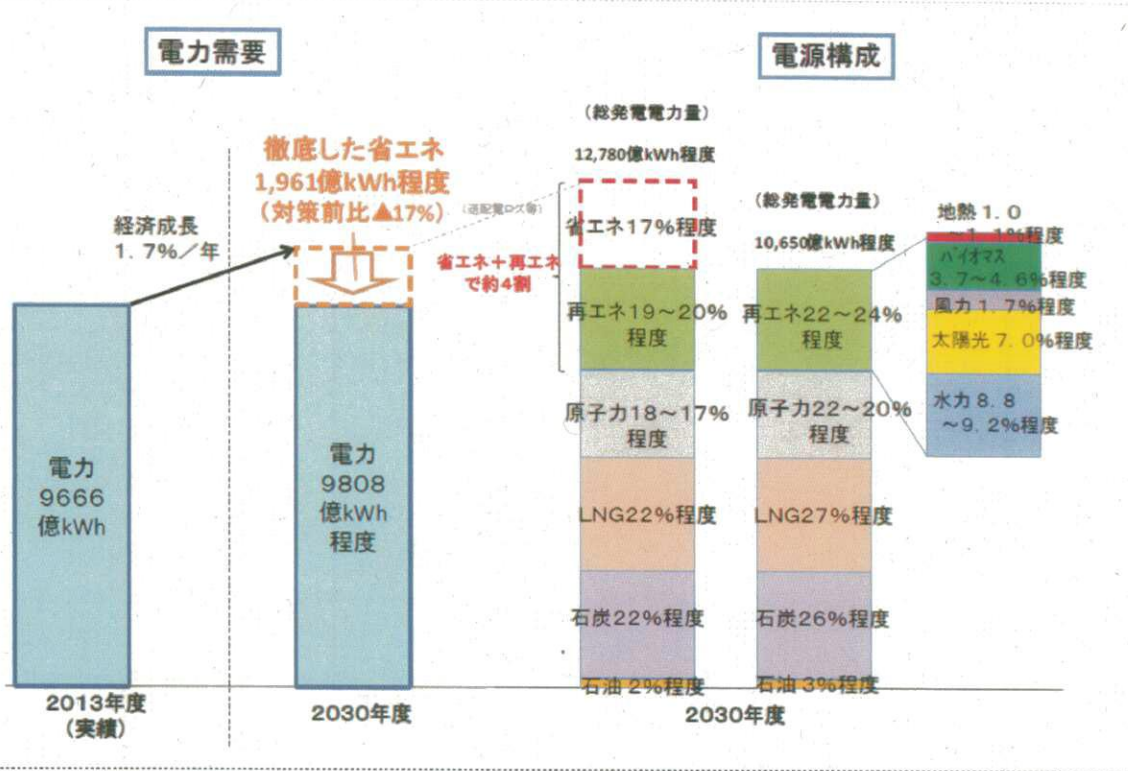 電力需要
電源構成
徹底した省エネ
1,961億kWh程度
(対策前比▲17%)
経済成長
1.7%/年
(送配電ロス等)
電力
9666
億kWh
電力
9808
億kWh
程度
2013年度
(実績)
2030年度
(総発電電力量)
12,780億kWh程度
省エネ17%程度
省エネ+再エネ
で約4割
再エネ19~20%
程度
原子力18~17%
程度
LNG22%程度
石炭22%程度
石油 2%程度
(総発電電力量)
10,650億kWh程度
再エネ22~24%
程度
原子力22~20%
程度
LNG27%程度
石炭26%程度
石油 3%程度
2030年度
地熱 1.0
~1.1%程度
バイオマス
3.7~4.6%程度
風力 1.7%程度
太陽光 7.0%程度
水力 8.8
~9.2%程度